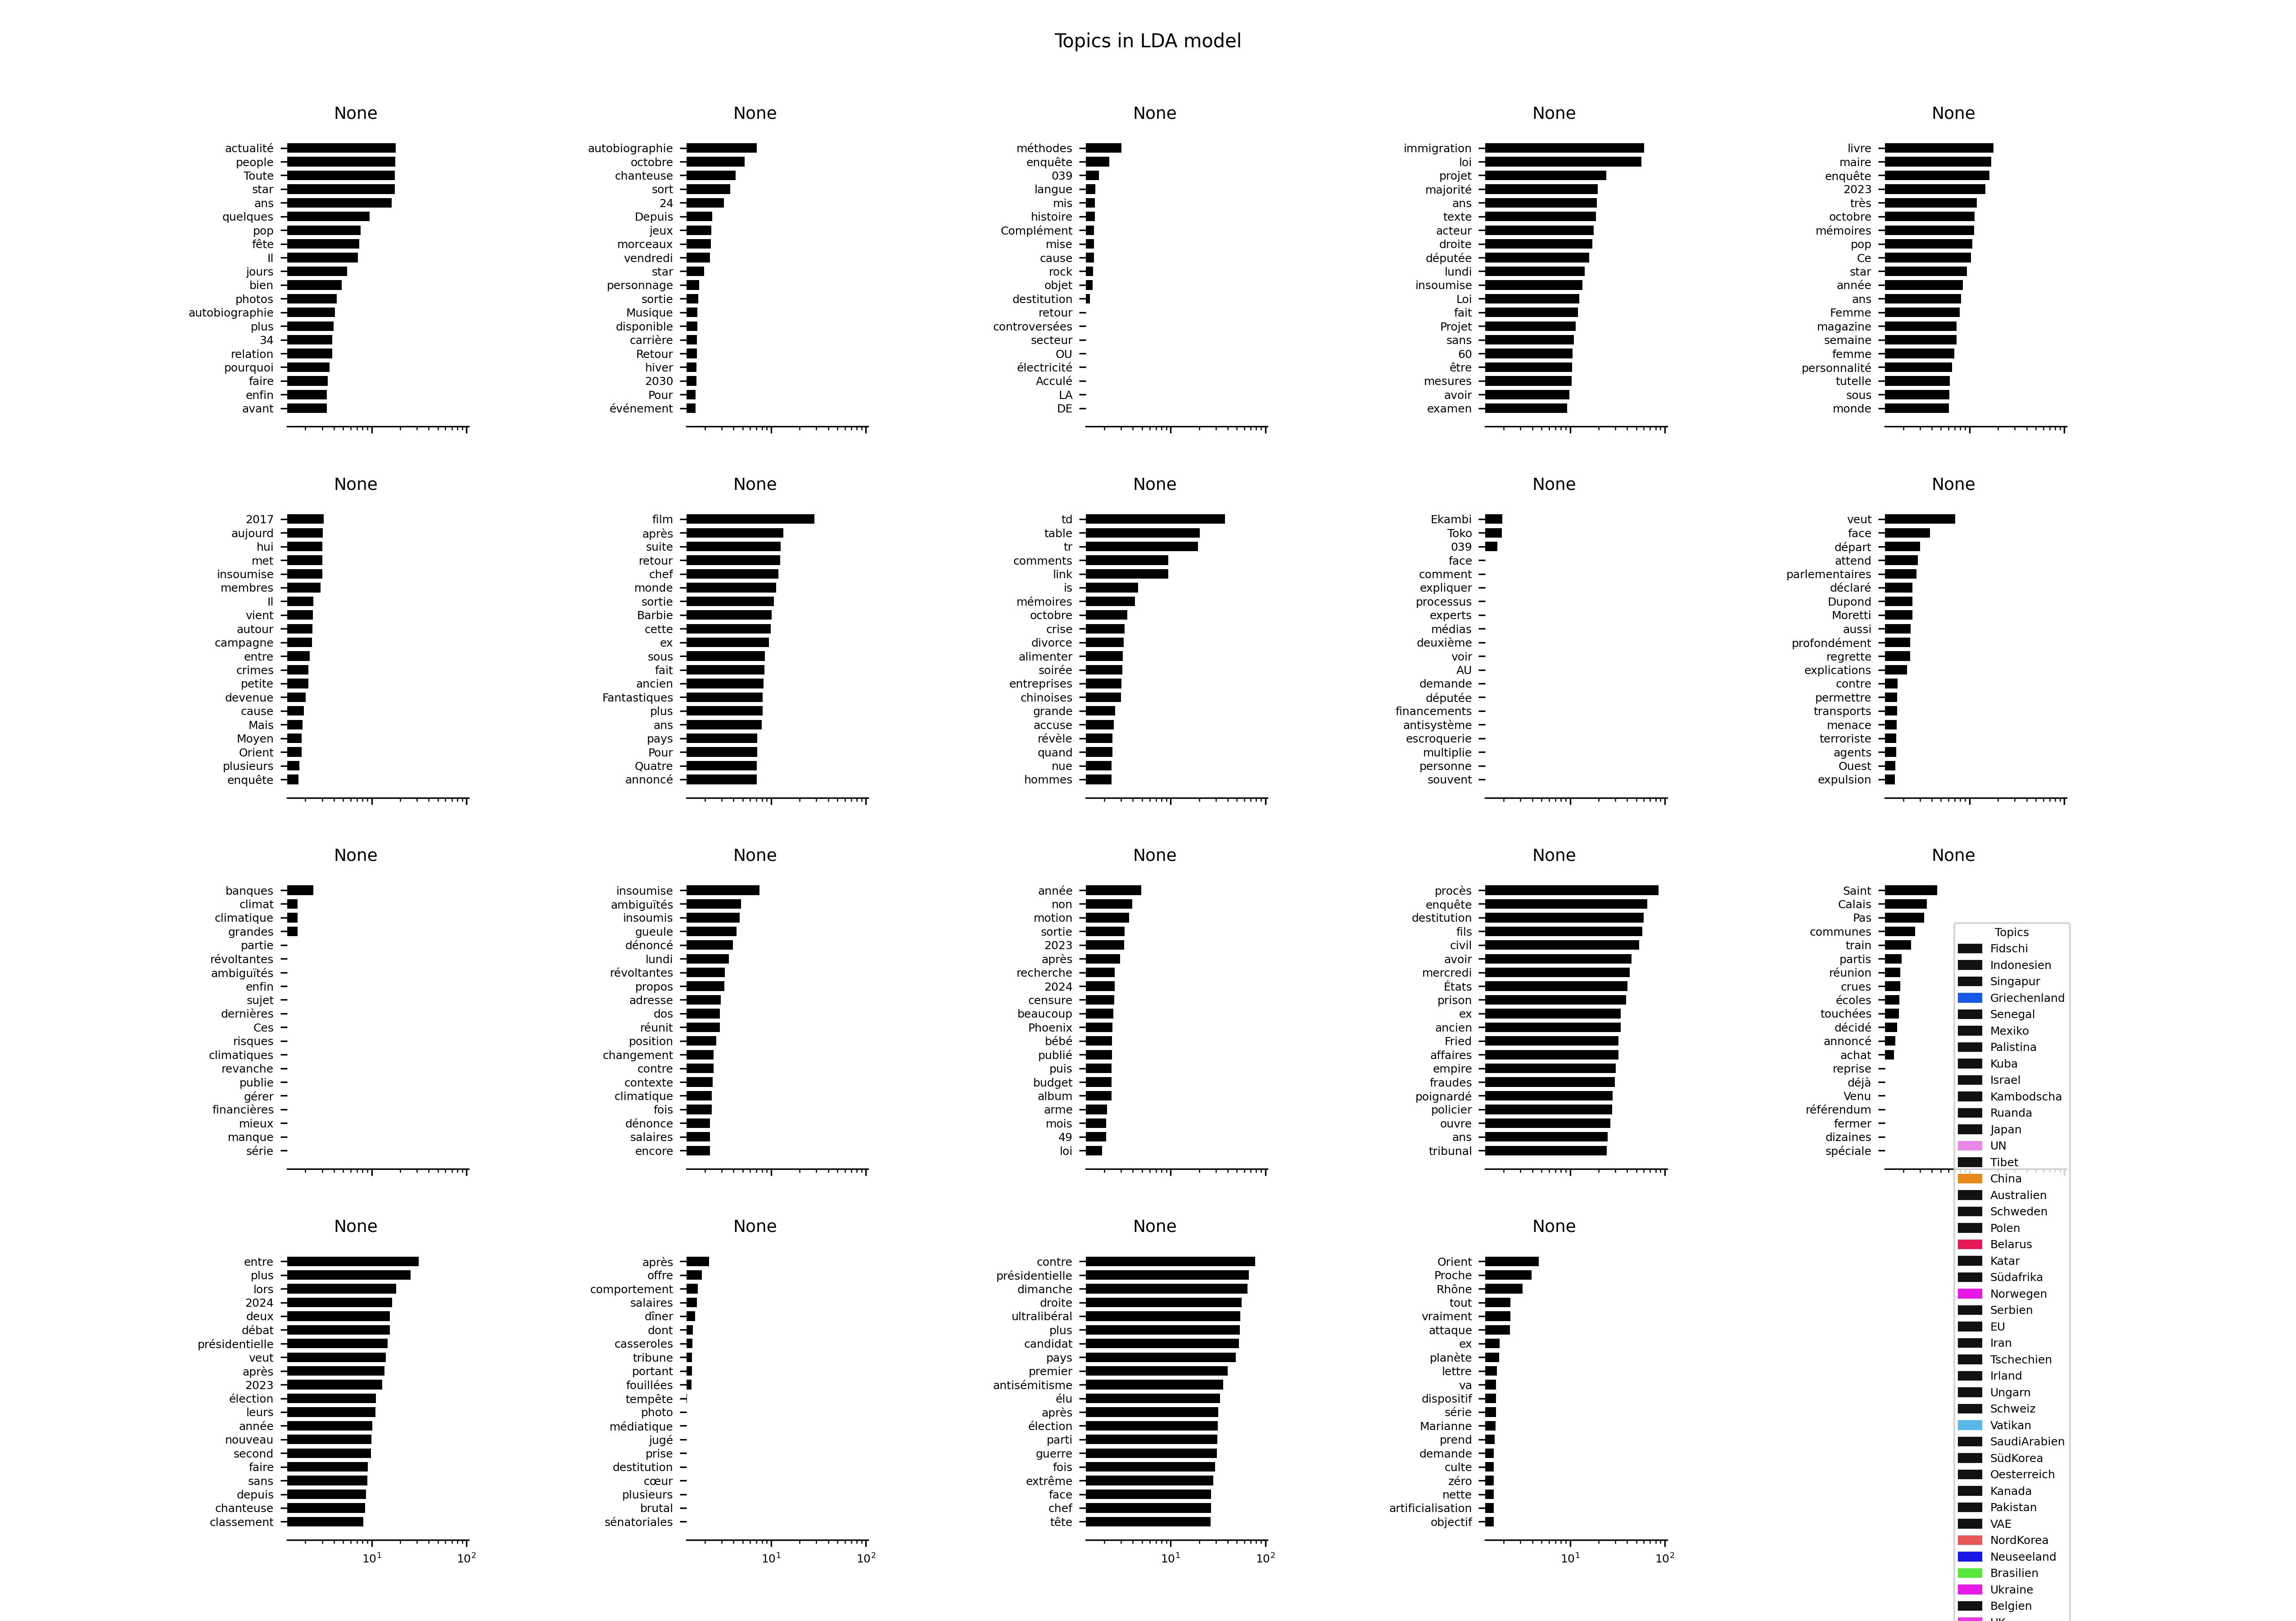 Topics in LDA model
None
actualité
people
Toute
star
ans
quelques
pop
fête
Il
jours
bien
photos
autobiographie
plus
34
relation
pourquoi
faire
enfin
avant
None
autobiographie
octobre
chanteuse
sort
24
Depuis
jeux
morceaux
vendredi
star
personnage
sortie
Musique
disponible
carrière
Retour
hiver
2030
Pour
événement
None
méthodes
enquête
039
langue
mis
histoire
Complément
mise
cause
rock
objet
destitution
retour
controversées
secteur
OU
électricité
Acculé
LA
DE
None
immigration
loi
projet
majorité
ans
texte
acteur
droite
députée
lundi
insoumise
Loi
fait
Projet
sans
60
être
mesures
avoir
examen
None
livre
maire
enquête
2023
très
octobre
mémoires
pop
Ce
star
année
ans
Femme
magazine
semaine
femme
personnalité
tutelle
sous
monde
None
2017
aujourd
hui
met
insoumise
membres
Il
vient
autour
campagne
entre
crimes
petite
devenue
cause
Mais
Moyen
Orient
plusieurs
enquête
None
film
après
suite
retour
chef
monde
sortie
Barbie
cette
ex
sous
fait
ancien
Fantastiques
plus
ans
pays
Pour
Quatre
annoncé
None
td
table
tr
comments
link
is
mémoires
octobre
crise
divorce
alimenter
soirée
entreprises
chinoises
grande
accuse
révèle
quand
nue
hommes
None
Ekambi
Toko
039
face
comment
expliquer
processus
experts
médias
deuxième
voir
AU
demande
députée
financements
antisystème
escroquerie
multiplie
personne
souvent
None
veut
face
départ
attend
parlementaires
déclaré
Dupond
Moretti
aussi
profondément
regrette
explications
contre
permettre
transports
menace
terroriste
agents
Ouest
expulsion
None
banques
climat
climatique
grandes
partie
révoltantes
ambiguïtés
enfin
sujet
dernières
Ces
risques
climatiques
revanche
publie
gérer
financières
mieux
manque
série
None
insoumise
ambiguïtés
insoumis
gueule
dénoncé
lundi
révoltantes
propos
adresse
dos
réunit
position
changement
contre
contexte
climatique
fois
dénonce
salaires
encore
None
année
non
motion
sortie
2023
après
recherche
2024
censure
beaucoup
Phoenix
bébé
publié
puis
budget
album
arme
mois
49
loi
None
procès
enquête
destitution
fils
civil
avoir
mercredi
États
prison
ex
ancien
Fried
affaires
empire
fraudes
poignardé
policier
ouvre
ans
tribunal
None
Saint
Calais
Pas
communes
train
partis
réunion
crues
écoles
touchées
décidé
annoncé
achat
reprise
déjà
Venu
référendum
fermer
dizaines
spéciale
None
entre
plus
lors
2024
deux
débat
présidentielle
veut
après
2023
élection
leurs
année
nouveau
second
faire
sans
depuis
chanteuse
classement
10¹ 10²
None
après
offre
comportement
salaires
dîner
dont
casseroles
tribune
portant
fouillées
tempête
photo
médiatique
jugé
prise
destitution
cœur
plusieurs
brutal
sénatoriales
10¹ 10²
None
contre
présidentielle
dimanche
droite
ultralibéral
plus
candidat
pays
premier
antisémitisme
élu
après
élection
parti
guerre
fois
extrême
face
chef
tête
10¹ 10²
None
Orient
Proche
Rhône
tout
vraiment
attaque
ex
planète
lettre
va
dispositif
série
Marianne
prend
demande
culte
zéro
nette
artificialisation
objectif
10¹ 10²
Topics
Fidschi
Indonesien
Singapur
Griechenland
Senegal
Mexiko
Palistina
Kuba
Israel
Kambodscha
Ruanda
Japan
UN
Tibet
China
Australien
Schweden
Polen
Belarus
Katar
Südafrika
Norwegen
Serbien
EU
Iran
Tschechien
Irland
Ungarn
Schweiz
Vatikan
SaudiArabien
SüdKorea
Oesterreich
Kanada
Pakistan
VAE
NordKorea
Neuseeland
Brasilien
Ukraine
Belgien